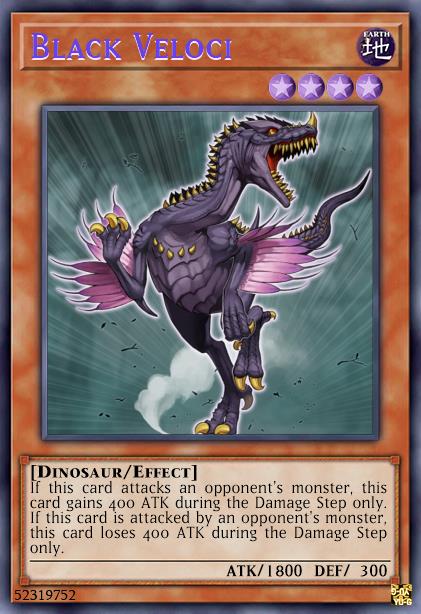 Black Veloci
EARTH
地
[Dinosaur/Effect]
If this card attacks an opponent's monster, this
card gains 400 ATK during the Damage Step only.
If this card is attacked by an opponent's monster,
this card loses 400 ATK during the Damage Step
only.
ATK/1800 DEF/ 300
52319752